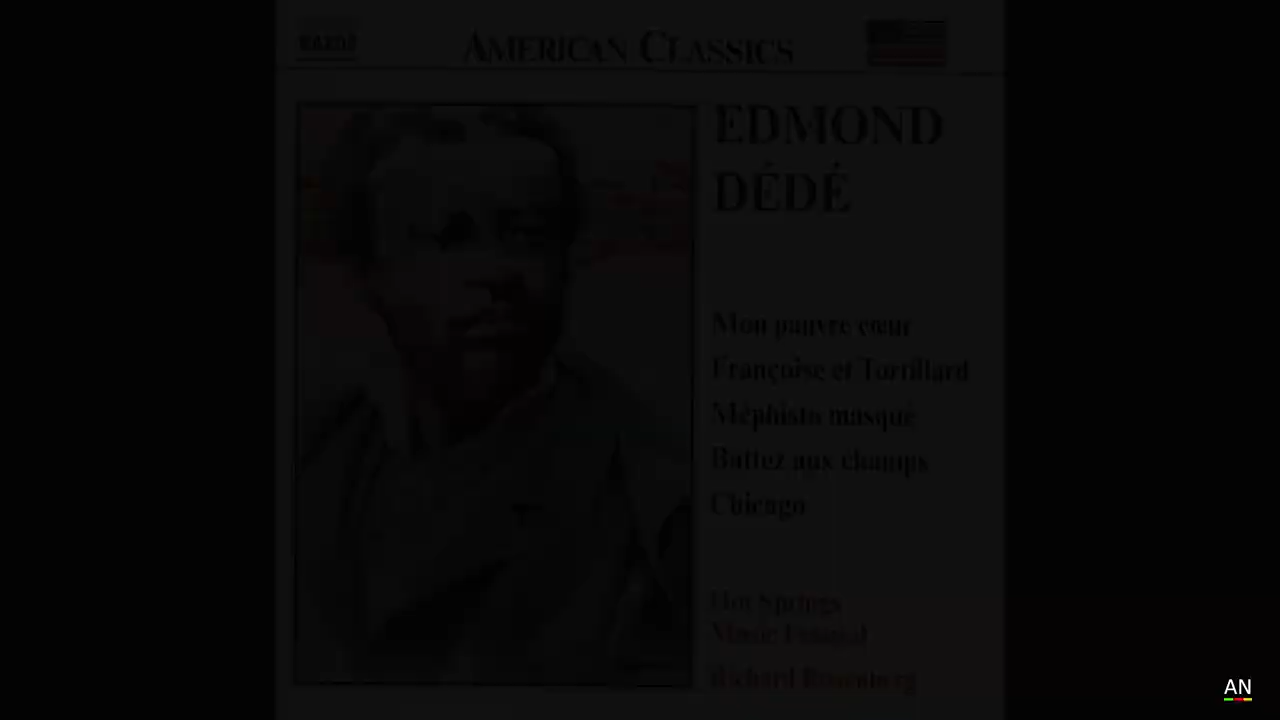 NAXOS
AMERICAN CLASSICS
EDMOND
DÉDÉ
Mon pauvre cœur
Françoise et Tortillard
Méphisto masqué
Battez aux champs
Chicago
Hot Springs
Music Festival
Richard Rosenberg
AN